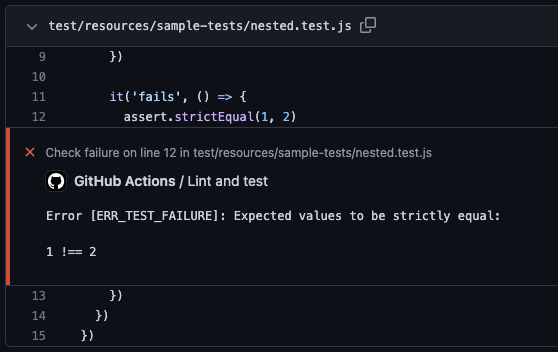 test/resources/sample-tests/nested.test.js
9 })
10
11 it('fails', () => {
12 assert.strictEqual(1, 2)
Check failure on line 12 in test/resources/sample-tests/nested.test.js
GitHub Actions / Lint and test
Error [ERR_TEST_FAILURE]: Expected values to be strictly equal:
1 !== 2
13 })
14 })
15 })